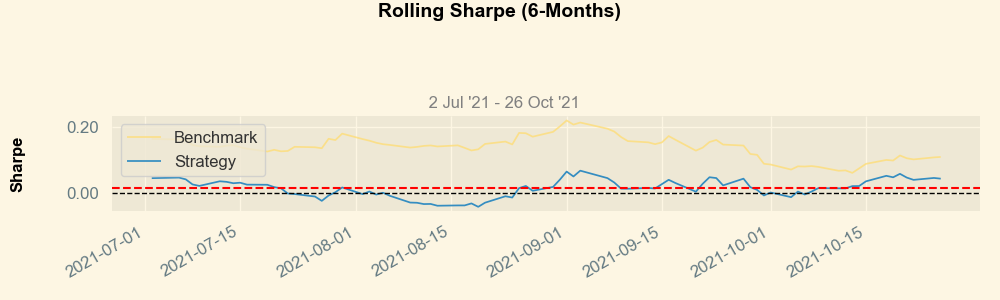 Rolling Sharpe (6-Months)
2 Jul '21 - 26 Oct '21
Sharpe
0.20
0.00
Benchmark
Strategy
2021-07-01
2021-07-15
2021-08-01
2021-08-15
2021-09-01
2021-09-15
2021-10-01
2021-10-15